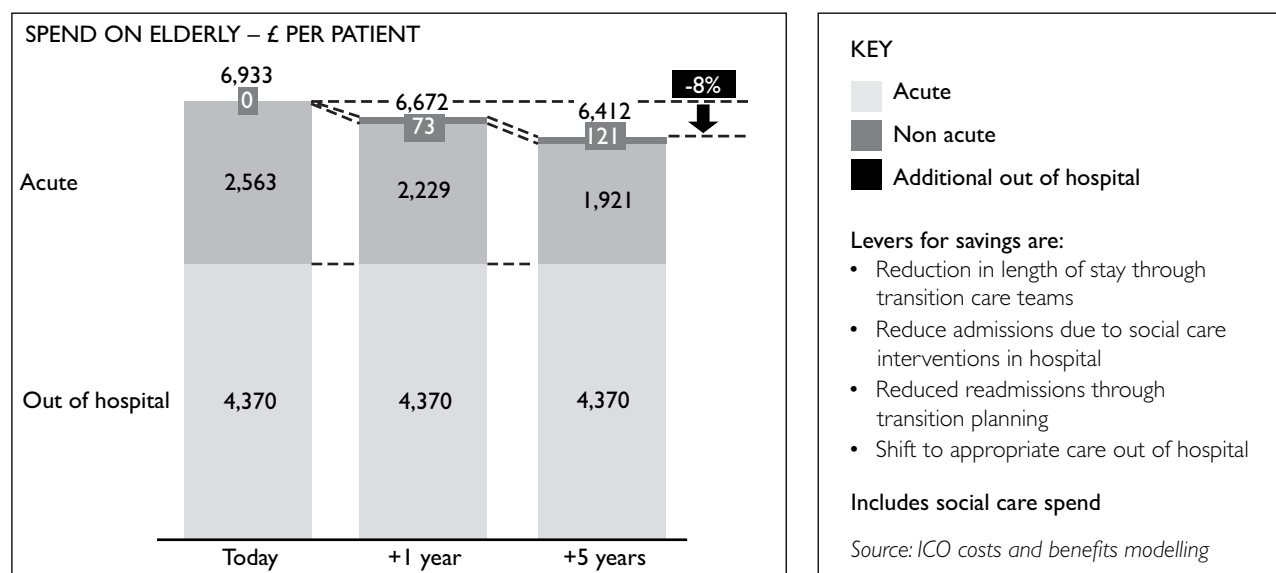 SPEND ON ELDERLY – £ PER PATIENT
6,933
0
2,563
4,370
6,672
73
2,229
4,370
6,412
121
1,921
4,370
-8%
Acute
Out of hospital
Today
+1 year
+5 years
KEY
Acute
Non acute
Additional out of hospital
Levers for savings are:
• Reduction in length of stay through
transition care teams
• Reduce admissions due to social care
interventions in hospital
• Reduced readmissions through
transition planning
• Shift to appropriate care out of hospital
Includes social care spend
Source: ICO costs and benefits modelling